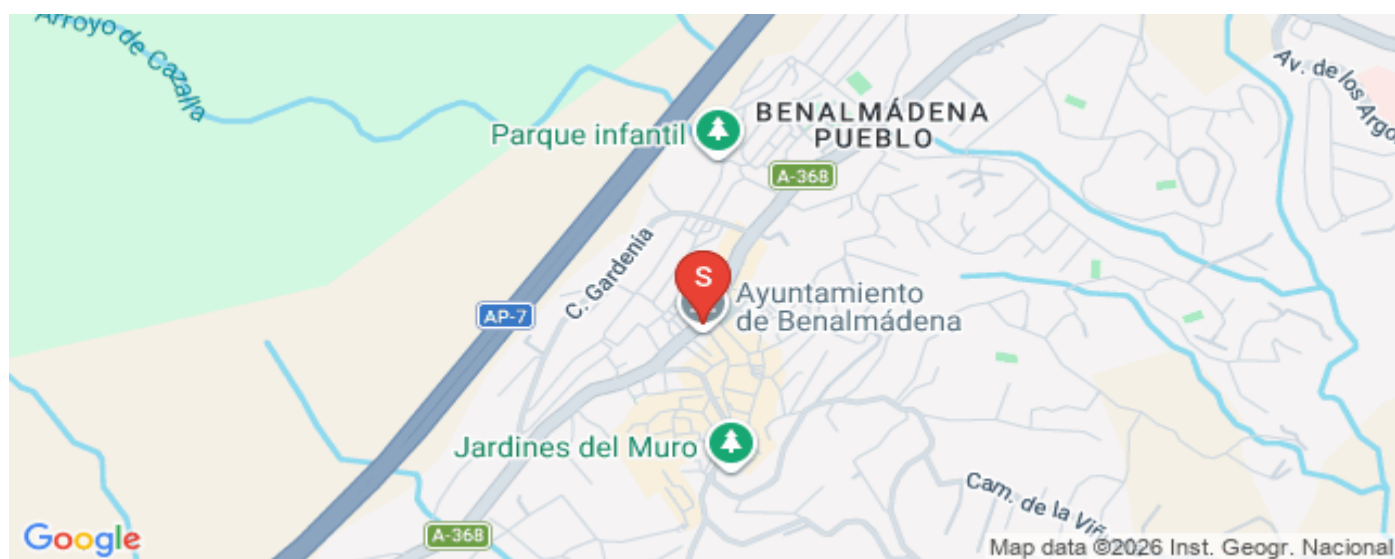 Arroyo de Cazalla
Av. de los Argo
BENALMÁDENA
PUEBLO
Parque infantil
A-368
C. Gardenia
S
AP-7
Ayuntamiento
de Benalmádena
Jardines del Muro
Cam. de la Viñ
A-368
Google
Map data ©2026 Inst. Geogr. Nacional